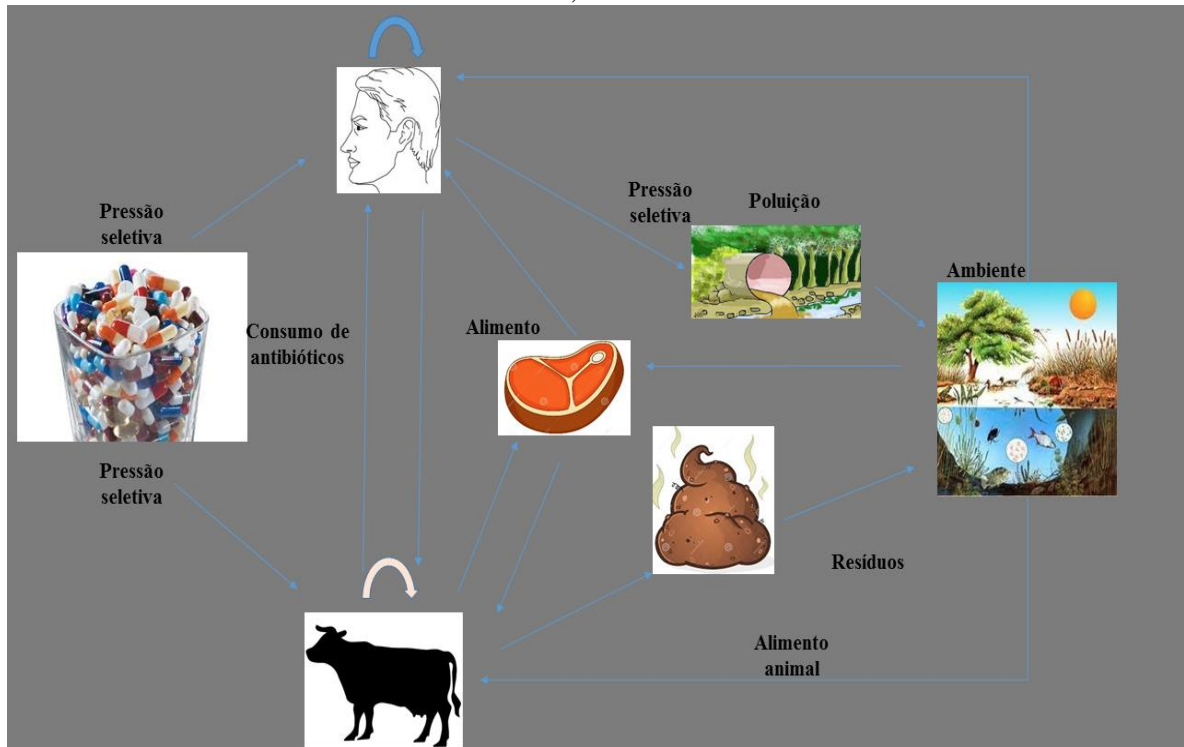 Pressão
seletiva
Pressão
seletiva
Poluição
Ambiente
Consumo de
antibióticos
Alimento
Pressão
seletiva
Resíduos
Alimento
animal